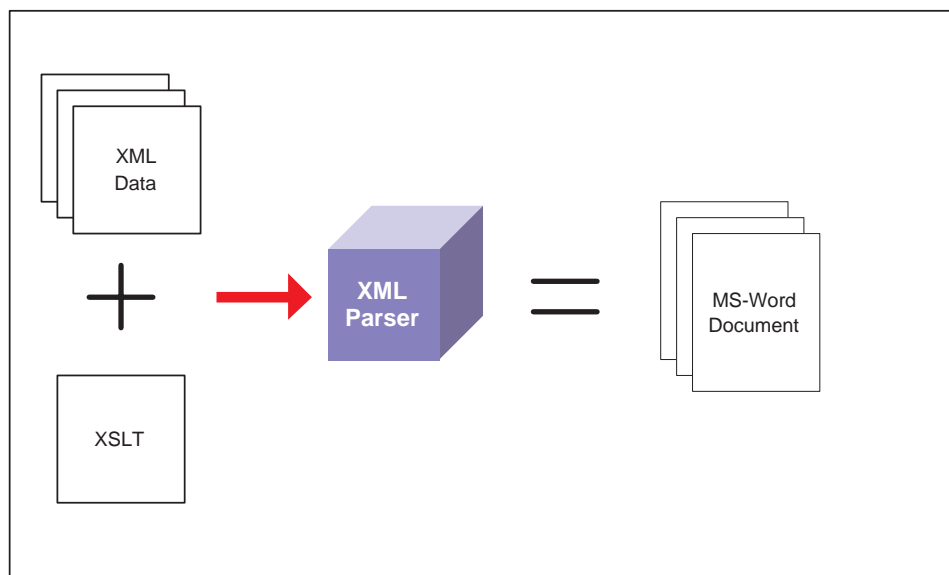 XML
Data
XSLT
XML
Parser
MS-Word
Document